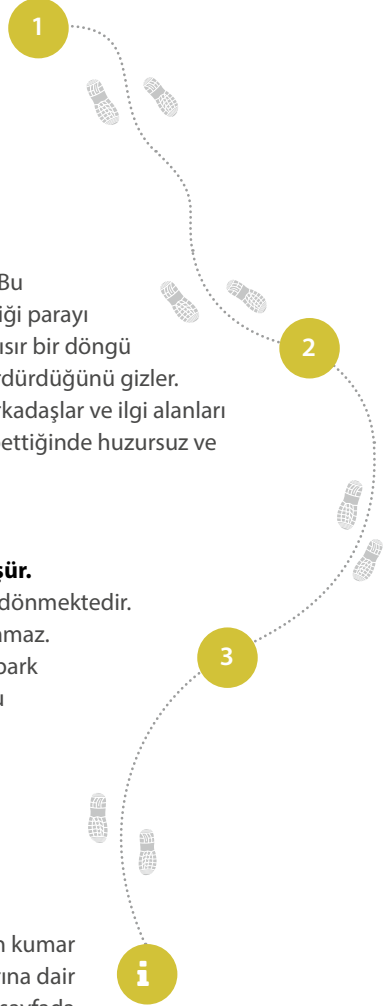 1
Bu
iği parayı
ısır bir döngü
rdürdüğünü gizler.
rkadaşlar ve ilgi alanları
ettiğinde huzursuz ve
2
şür.
dönmektedir.
maz.
park
u
3
n kumar
ına dair
i